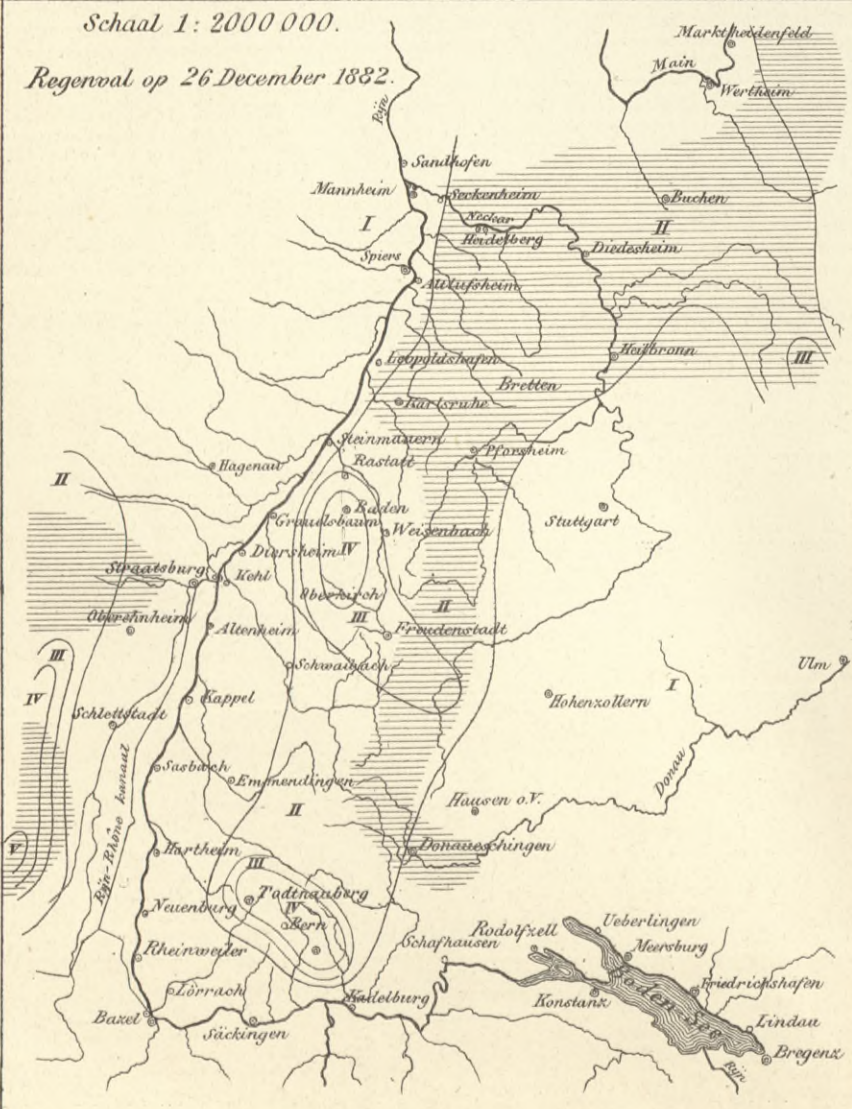 Schaal 1: 2000 000.
Regenval op 26 December 1882.
Marktheidenfeld
Main
Wertheim
Rijn
Sandhofen
Mannheim
Seckenheim
Buchen
I
Neckar
II
Heidelberg
Diedesheim
Spiers
Altlufsheim
Leopoldshafen
Heilbronn
III
Bretten
Karlsruhe
Steinmauern
Pforsheim
Rastatt
Hagenau
II
Baden
Grauelsbaum
Stuttgart
Weisenbach
Diersheim
IV
Straatsburg
Kehl
Oberkirch
II
Oberehnheim
III
Altenheim
Freudenstadt
III
Schwaibach
Ulm
I
IV
Kappel
Hohenzollern
Schlettstadt
Sasbach
Emmendingen
Donau
Rijn-Rhône kanaal
II
Hausen o.V.
V
Hartheim
Donaueschingen
III
Todtnauberg
Neuenburg
IV
Bern
Ueberlingen
Rodolfzell
Schafhausen
Meersburg
Rheinweiler
Boden See
Friedrichshafen
Lörrach
Konstanz
Kadelburg
Bazel
Lindau
Säckingen
Bregenz
Rijn